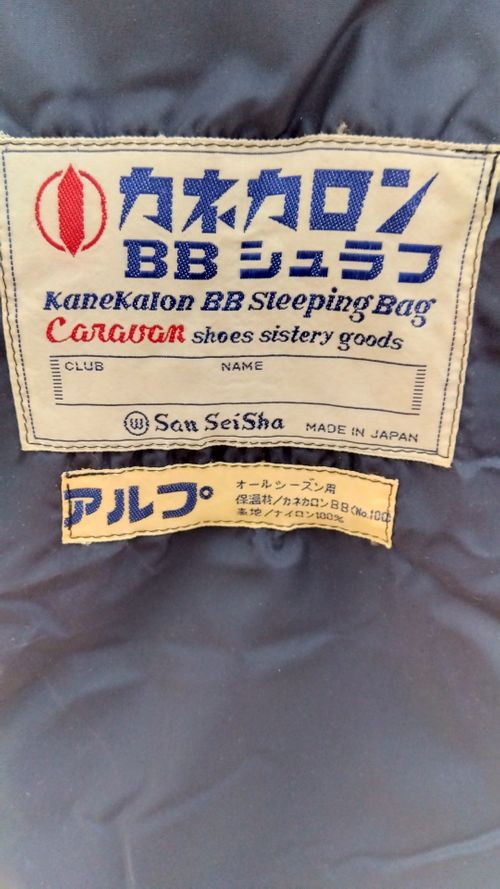 カネカロン
BB シュラフ
Kanekalon BB Sleeping Bag
Caravan shoes sistery goods
CLUB NAME
San SeiSha MADE IN JAPAN
アルプ
オールシーズン用
保温材/カネカロンBB(No.100)
表地/ナイロン100%